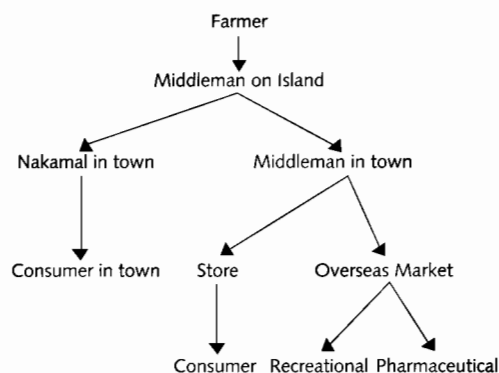 Farmer
Middleman on Island
Nakamal in town Middleman in town
Consumer in town Store Overseas Market
Consumer Recreational Pharmaceutical